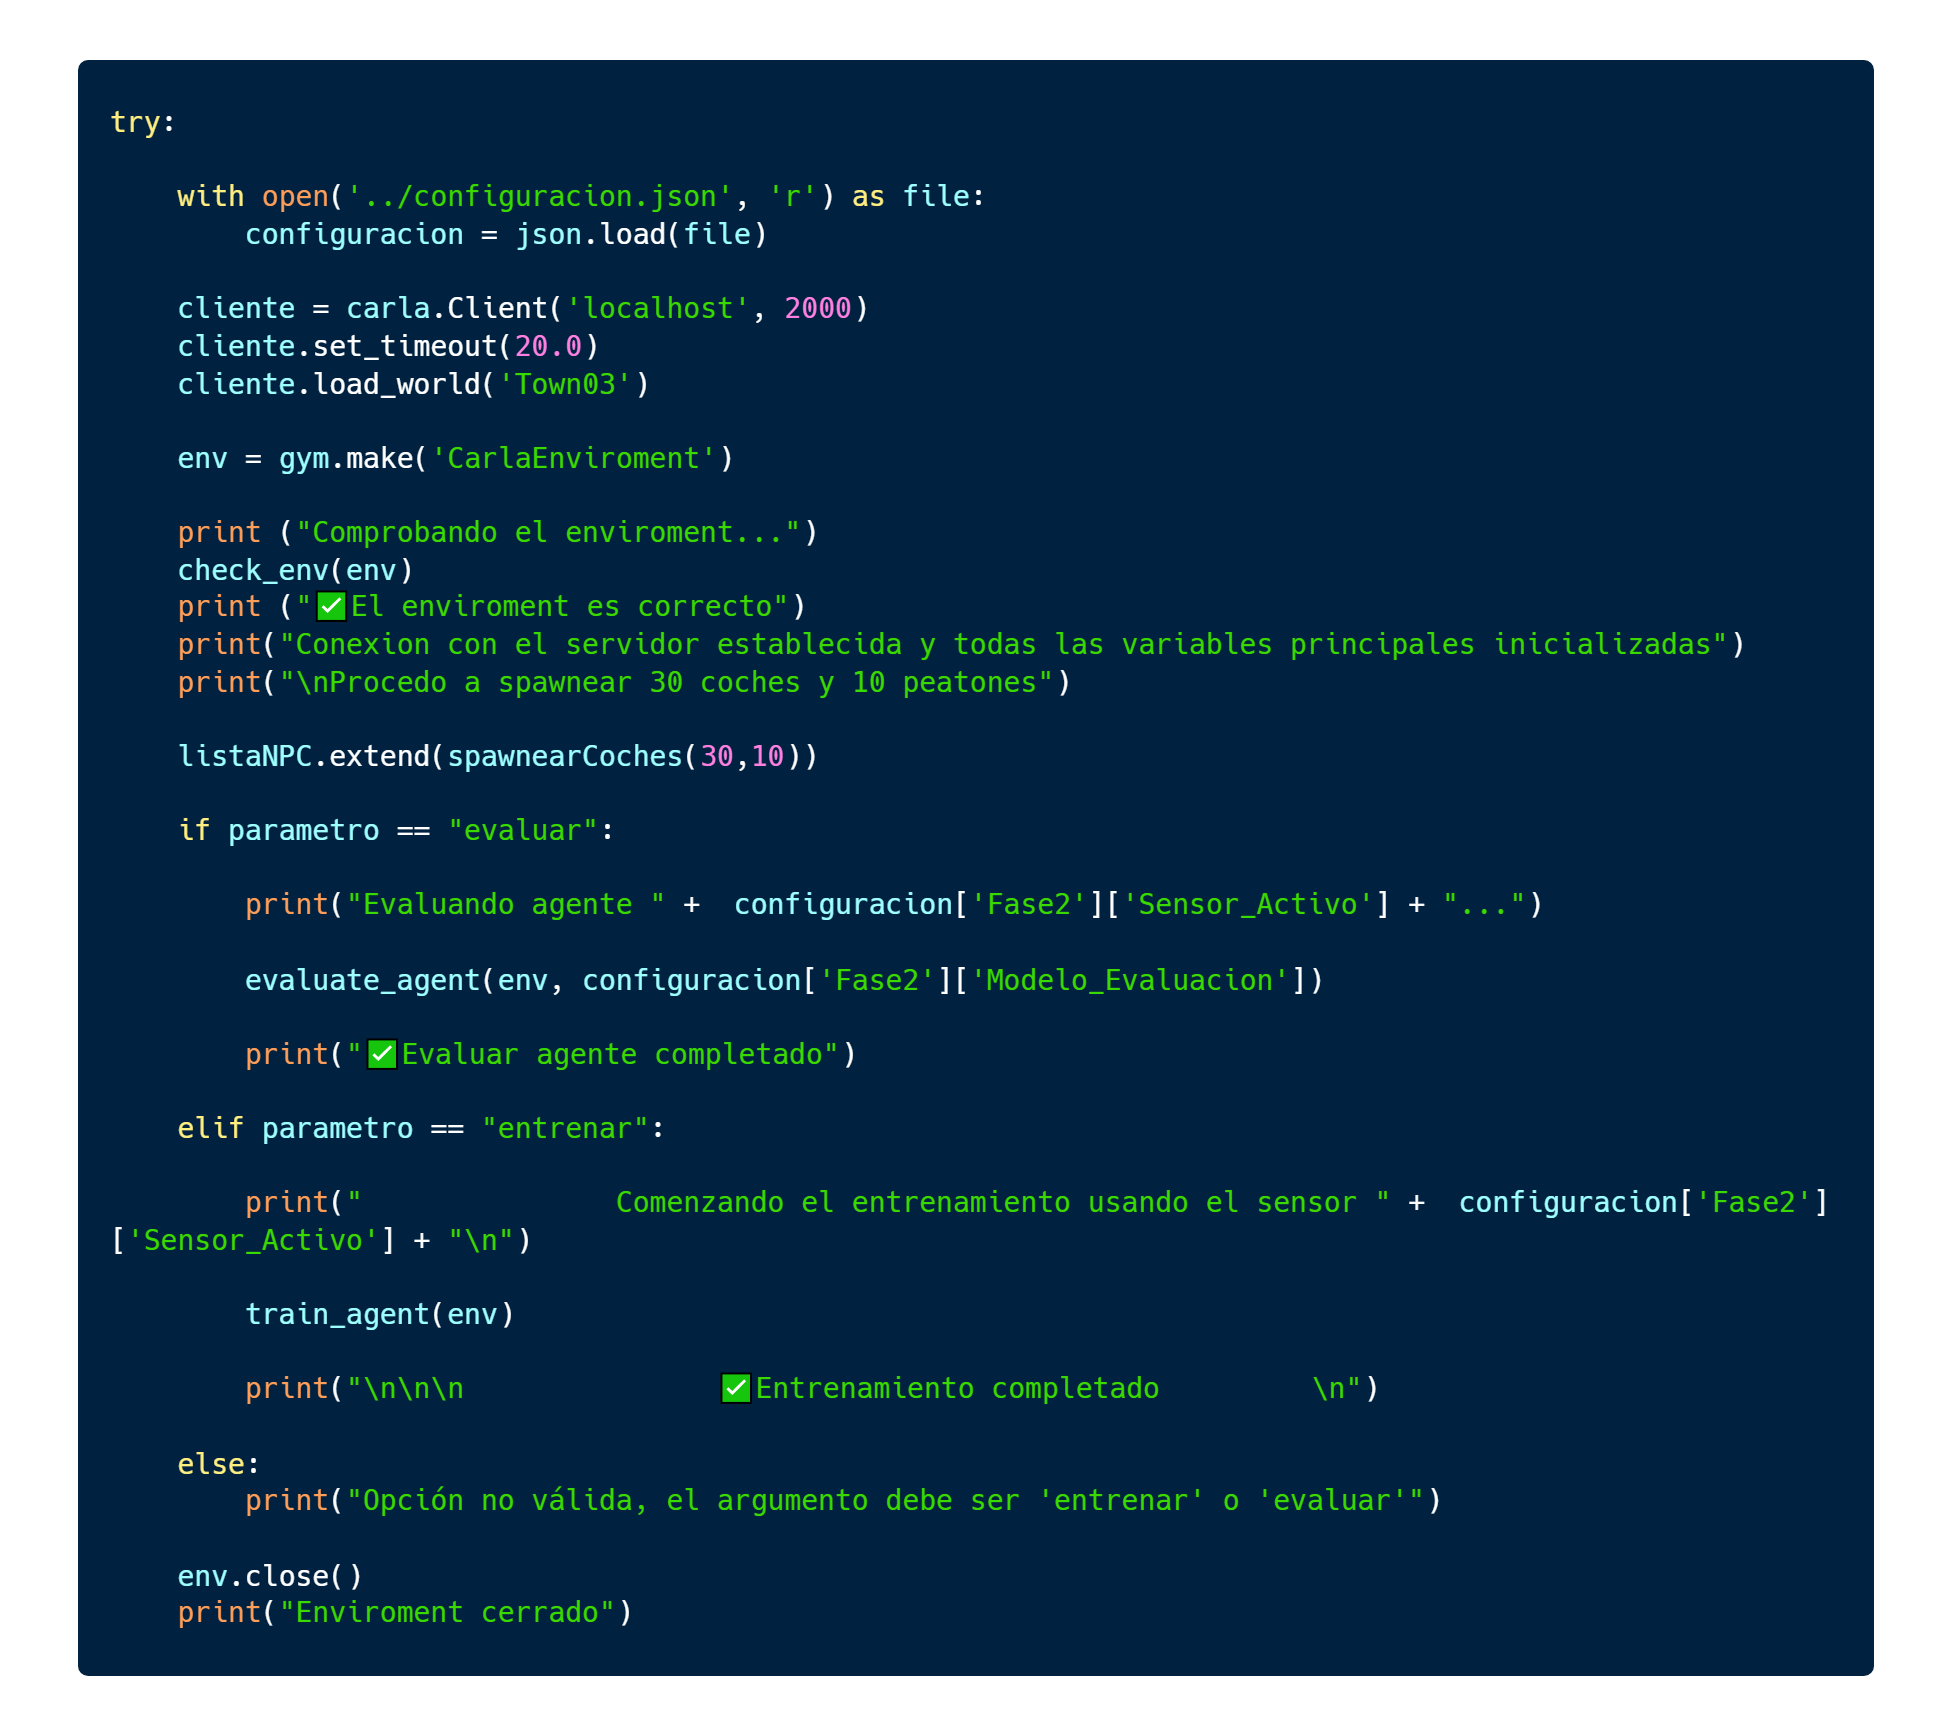 try:
    with open('../configuracion.json', 'r') as file:
        configuracion = json.load(file)
    cliente = carla.Client('localhost', 2000)
    cliente.set_timeout(20.0)
    cliente.load_world('Town03')
    env = gym.make('CarlaEnviroment')
    print ("Comprobando el enviroment...")
    check_env(env)
    print ("✅El enviroment es correcto")
    print("Conexion con el servidor establecida y todas las variables principales inicializadas")
    print("\nProcedo a spawnear 30 coches y 10 peatones")
    listaNPC.extend(spawnearCoches(30,10))
    if parametro == "evaluar":
        print("Evaluando agente " +  configuracion['Fase2']['Sensor_Activo'] + "...")
        evaluate_agent(env, configuracion['Fase2']['Modelo_Evaluacion'])
        print("✅Evaluar agente completado")
    elif parametro == "entrenar":
        print("               Comenzando el entrenamiento usando el sensor " +  configuracion['Fase2']
['Sensor_Activo'] + "\n")
        train_agent(env)
        print("\n\n\n               ✅Entrenamiento completado         \n")
    else:
        print("Opción no válida, el argumento debe ser 'entrenar' o 'evaluar'")
    env.close()
    print("Enviroment cerrado")